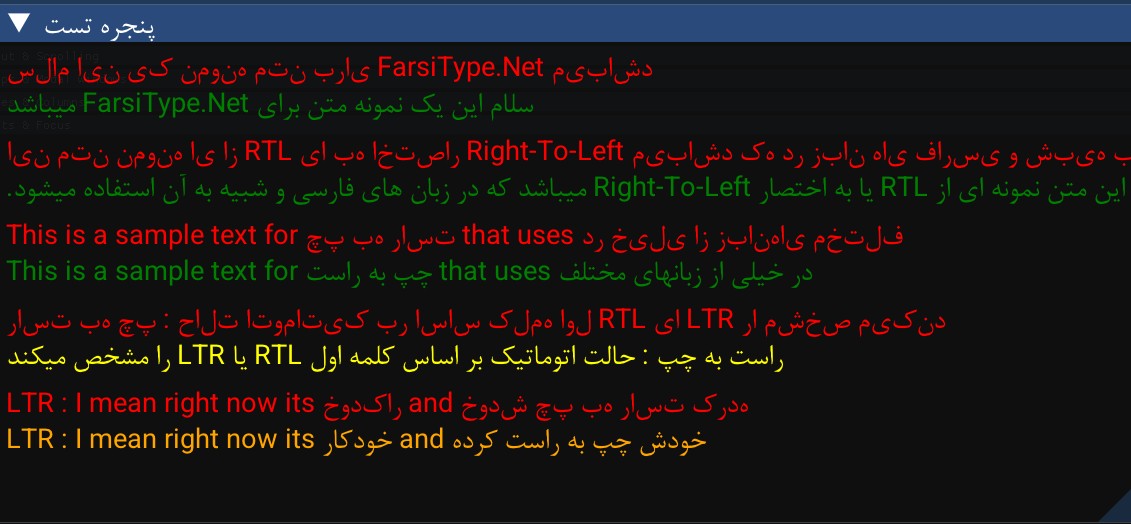 پنجره تست
دشابیم FarsiType.Net یارب نتم هنومن کی نیا مالس
سلام این یک نمونه متن برای FarsiType.Net میباشد
هیبش و یسراف یاه نابز رد هک دشابیم Right-To-Left راصتخا هب ای RTL زا یا هنومن نتم نیا
این متن نمونه ای از RTL یا به اختصار Right-To-Left میباشد که در زبان های فارسی و شبیه به آن استفاده میشود.
This is a sample text for تسار هب پچ that uses فلتخم یاهنابز زا یلیخ رد
This is a sample text for چپ به راست that uses در خیلی از زبانهای مختلف
دنکیم صخشم ار LTR ای RTL لوا هملک ساسا رب کیتاموتا تلاح : پچ هب تسار
راست به چپ : حالت اتوماتیک بر اساس کلمه اول RTL یا LTR را مشخص میکند
LTR : I mean right now its راکدوخ and هدرک تسار هب پچ شدوخ
LTR : I mean right now its خودکار and خودش چپ به راست کرده